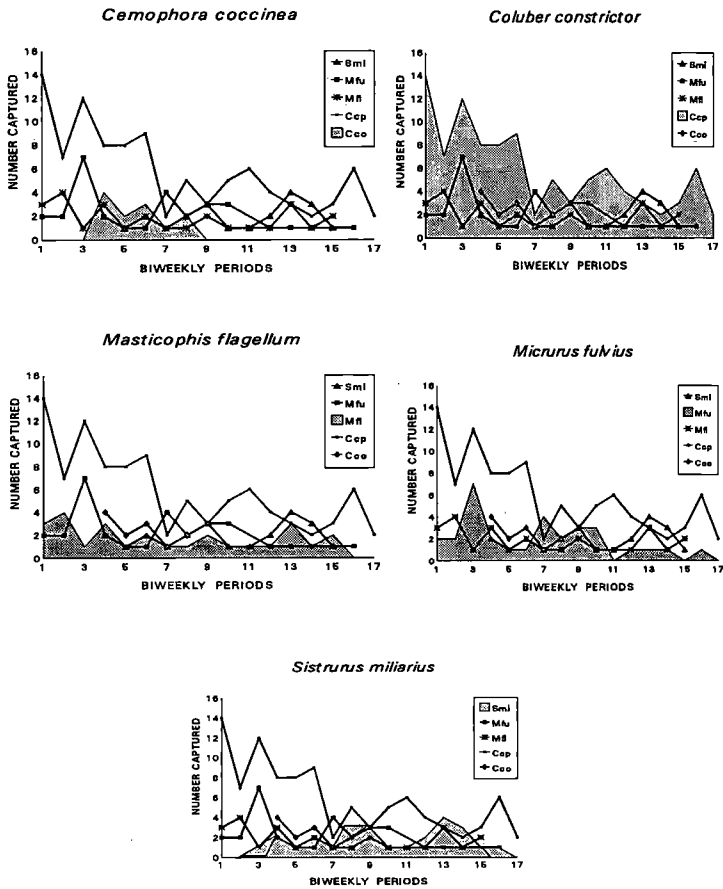 Cemophora coccinea
NUMBER CAPTURED
16
14
12
10
8
6
4
2
0
Sml
Mfu
Mfl
Ccp
Cco
1 3 5 7 9 11 13 15 17
BIWEEKLY PERIODS
Coluber constrictor
NUMBER CAPTURED
16
14
12
10
8
6
4
2
0
Sml
Mfu
Mfl
Ccp
Cco
1 3 5 7 9 11 13 15 17
BIWEEKLY PERIODS
Masticophis flagellum
NUMBER CAPTURED
16
14
12
10
8
6
4
2
0
Sml
Mfu
Mfl
Ccp
Cco
1 3 5 7 9 11 13 15 17
BIWEEKLY PERIODS
Micrurus fulvius
NUMBER CAPTURED
16
14
12
10
8
6
4
2
0
Sml
Mfu
Mfl
Ccp
Cco
1 3 5 7 9 11 13 15 17
BIWEEKLY PERIODS
Sistrurus miliarius
NUMBER CAPTURED
16
14
12
10
8
6
4
2
0
Sml
Mfu
Mfl
Ccp
Cco
1 3 5 7 9 11 13 15 17
BIWEEKLY PERIODS